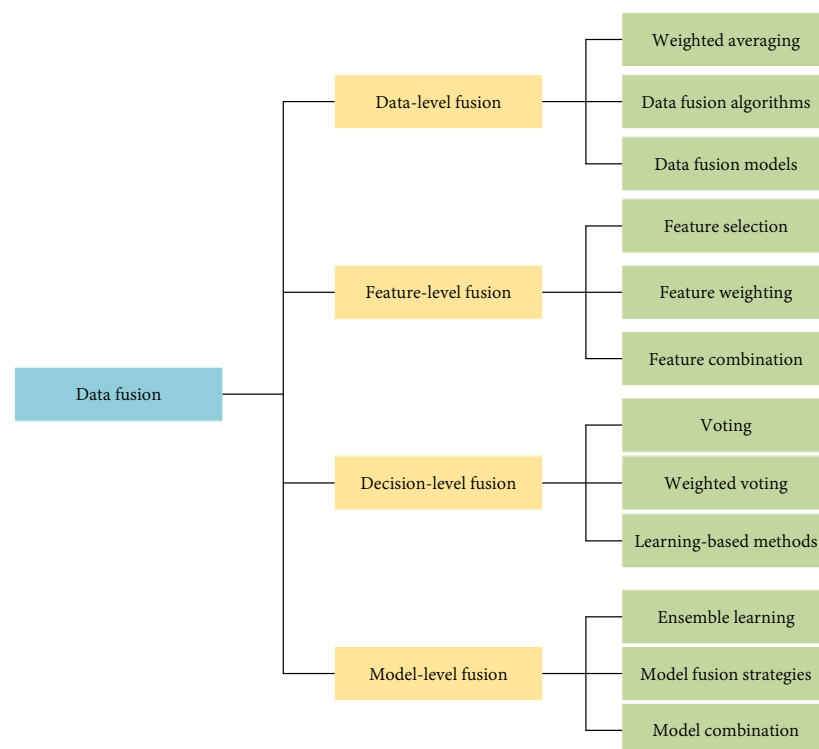 Data fusion
Data-level fusion
Weighted averaging
Data fusion algorithms
Data fusion models
Feature-level fusion
Feature selection
Feature weighting
Feature combination
Decision-level fusion
Voting
Weighted voting
Learning-based methods
Model-level fusion
Ensemble learning
Model fusion strategies
Model combination